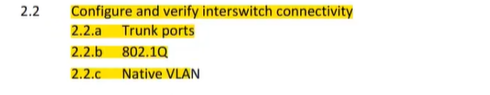 2.2 Configure and verify interswitch connectivity
2.2.a Trunk ports
2.2.b 802.1Q
2.2.c Native VLAN